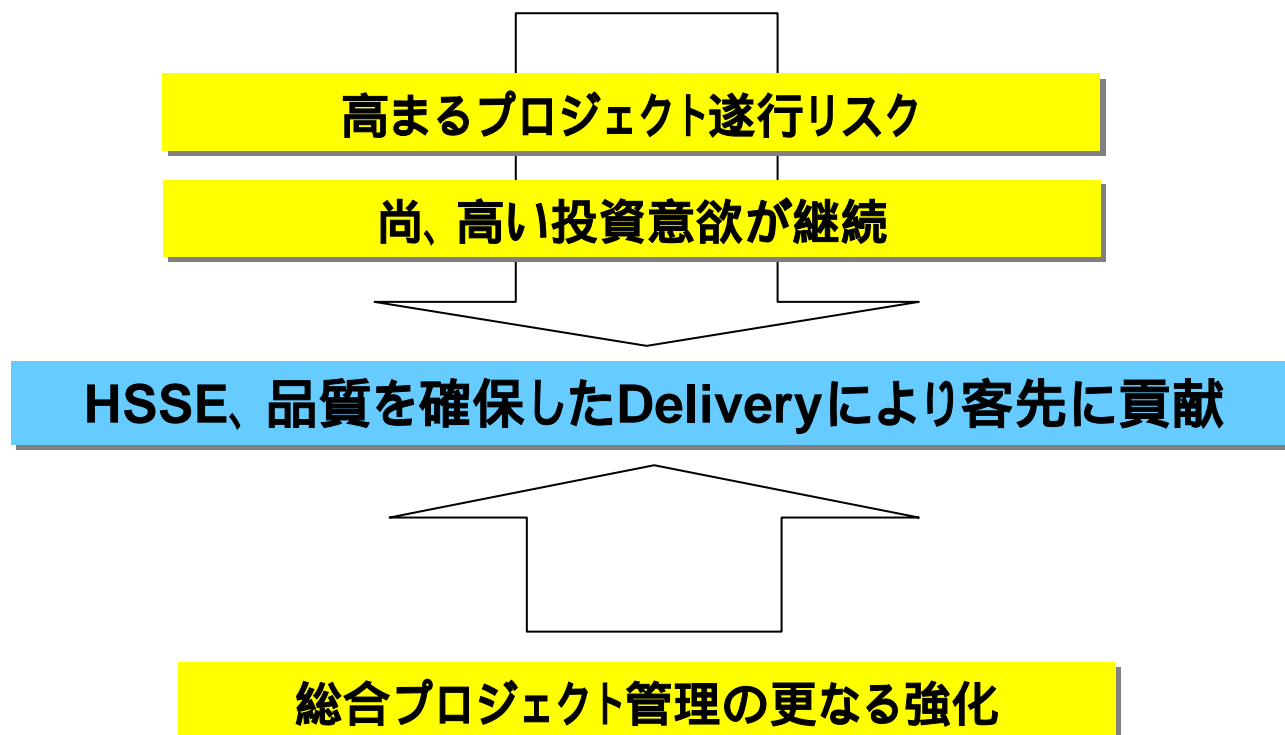 高まるプロジェクト遂行リスク
尚、高い投資意欲が継続
HSSE、品質を確保したDeliveryにより客先に貢献
総合プロジェクト管理の更なる強化